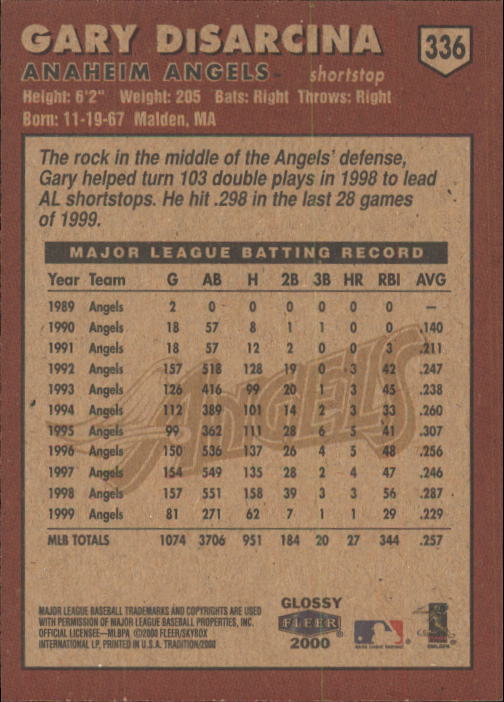 GARY DiSARCINA
336
ANAHEIM ANGELS™ shortstop
Height: 6'2" Weight: 205 Bats: Right Throws: Right
Born: 11-19-67 Malden, MA
The rock in the middle of the Angels' defense,
Gary helped turn 103 double plays in 1998 to lead
AL shortstops. He hit .298 in the last 28 games
of 1999.
MAJOR LEAGUE BATTING RECORD
Year Team G AB H 2B 3B HR RBI AVG
1989 Angels 2 0 0 0 0 0 0 —
1990 Angels 18 57 8 1 1 0 0 .140
1991 Angels 18 57 12 2 0 0 3 .211
1992 Angels 157 518 128 19 0 3 42 .247
1993 Angels 126 416 99 20 1 3 45 .238
1994 Angels 112 389 101 14 2 3 33 .260
1995 Angels 99 362 111 28 6 5 41 .307
1996 Angels 150 536 137 26 4 5 48 .256
1997 Angels 154 549 135 28 2 4 47 .246
1998 Angels 157 551 158 39 3 3 56 .287
1999 Angels 81 271 62 7 1 1 29 .229
MLB TOTALS 1074 3706 951 184 20 27 344 .257
ANGELS
MAJOR LEAGUE BASEBALL TRADEMARKS AND COPYRIGHTS ARE USED
WITH PERMISSION OF MAJOR LEAGUE BASEBALL PROPERTIES, INC.
OFFICIAL LICENSEE—MLBPA ©2000 FLEER/SKYBOX
INTERNATIONAL LP, PRINTED IN U.S.A. TRADITION/2000
GLOSSY
FLEER
2000